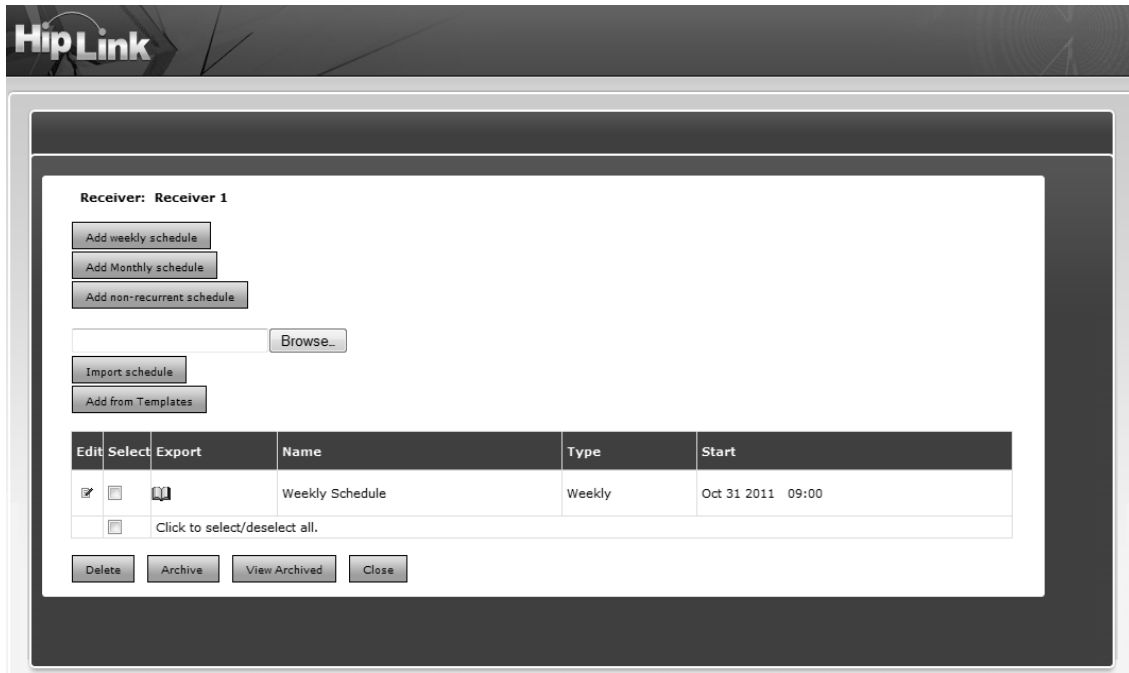 HipLink
Receiver: Receiver 1
Add weekly schedule
Add Monthly schedule
Add non-recurrent schedule
Browse..
Import schedule
Add from Templates
Edit Select Export Name Type Start
Weekly Schedule Weekly Oct 31 2011 09:00
Click to select/deselect all.
Delete Archive View Archived Close